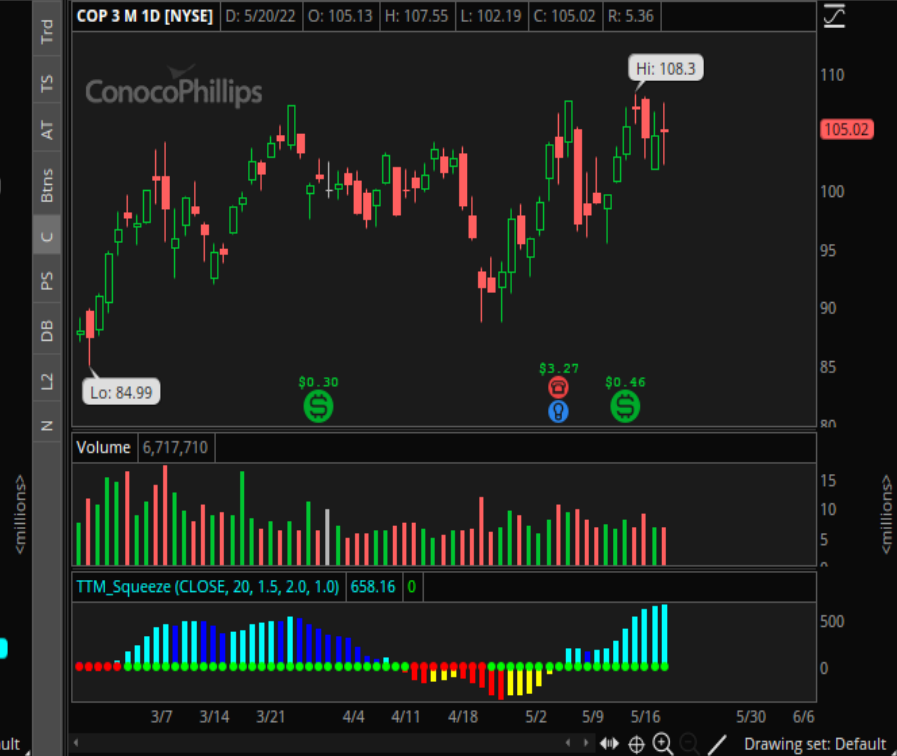 COP 3 M 1D [NYSE] D: 5/20/22 O: 105.13 H: 107.55 L: 102.19 C: 105.02 R: 5.36
Trd
TS
AT
Btns
C
PS
DB
L2
N
ConocoPhillips
Hi: 108.3
110
105.02
100
95
90
85
80
Lo: 84.99
$0.30
$3.27
$0.46
Volume 6,717,710
<millions>
15
10
5
0
<millions>
TTM_Squeeze (CLOSE, 20, 1.5, 2.0, 1.0) 658.16 0
500
0
3/7 3/14 3/21 4/4 4/11 4/18 5/2 5/9 5/16 5/30 6/6
ult
Drawing set: Default